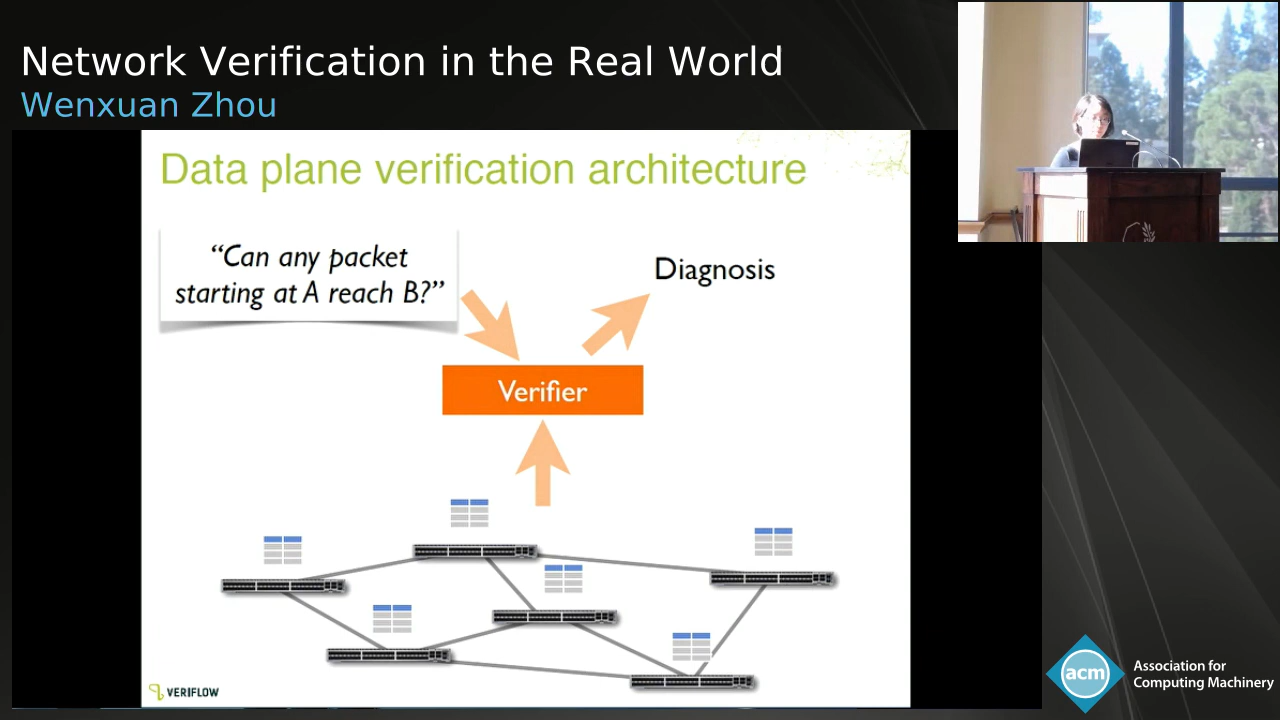 Network Verification in the Real World
Wenxuan Zhou
Data plane verification architecture
“Can any packet
starting at A reach B?”
Diagnosis
Verifier
VERIFLOW
acm
Association for
Computing Machinery